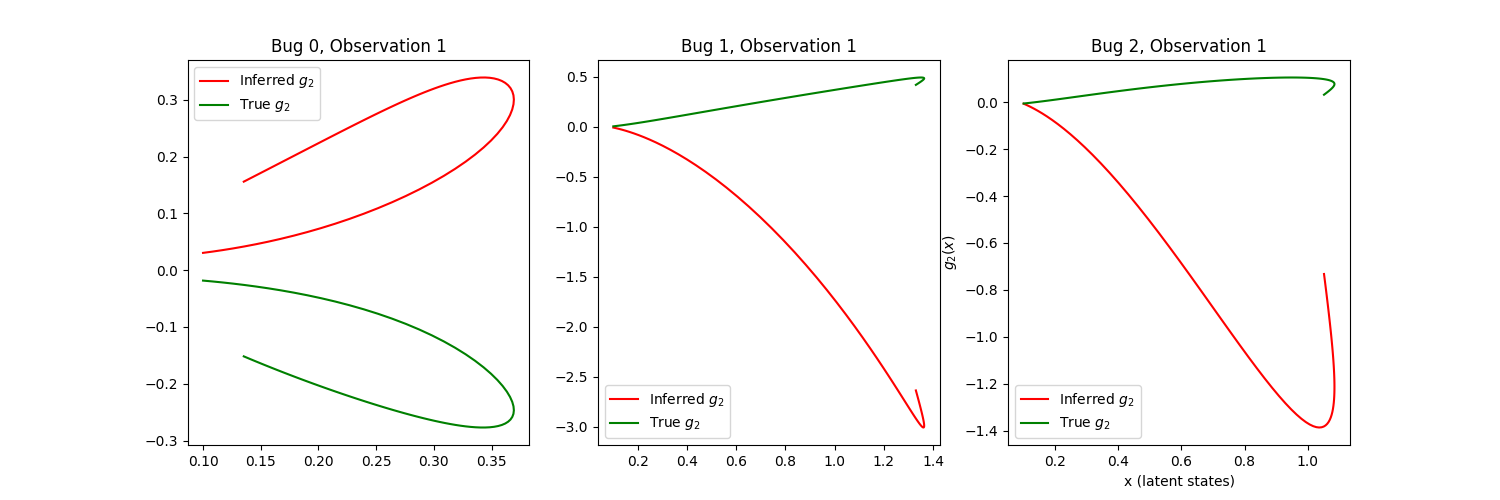 Bug 0, Observation 1
Inferred g₂
True g₂
0.3
0.2
0.1
0.0
−0.1
−0.2
−0.3
0.10 0.15 0.20 0.25 0.30 0.35
Bug 1, Observation 1
0.5
0.0
−0.5
−1.0
−1.5
−2.0
−2.5
−3.0
Inferred g₂
True g₂
0.2 0.4 0.6 0.8 1.0 1.2 1.4
Bug 2, Observation 1
g₂(x)
0.0
−0.2
−0.4
−0.6
−0.8
−1.0
−1.2
−1.4
Inferred g₂
True g₂
0.2 0.4 0.6 0.8 1.0
x (latent states)